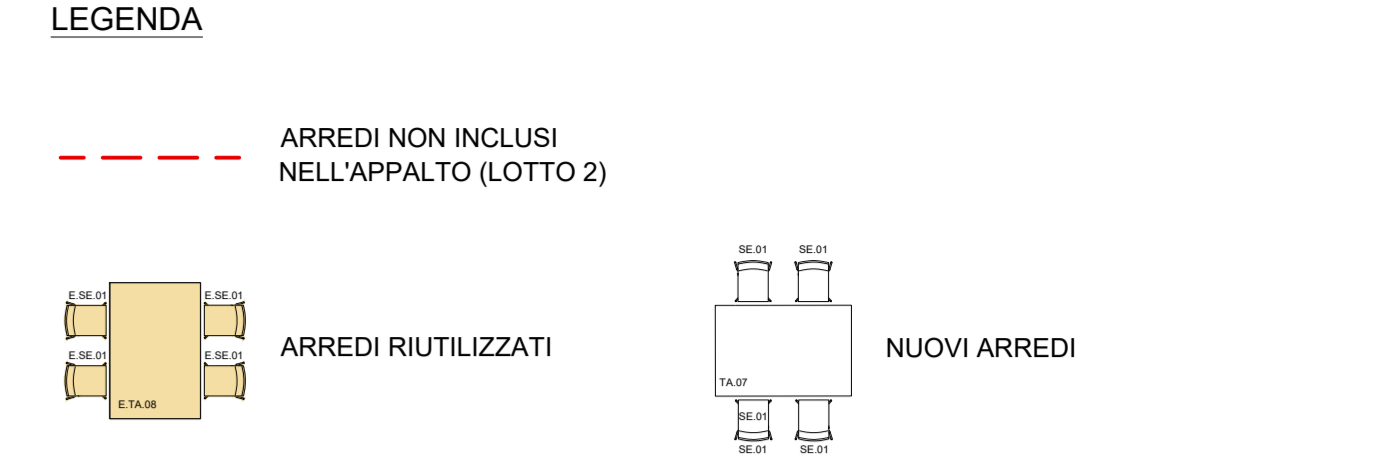 LEGENDA
ARREDI NON INCLUSI
NELL'APPALTO (LOTTO 2)
E.SE.01 E.SE.01
E.SE.01 E.SE.01
E.TA.08
ARREDI RIUTILIZZATI
SE.01 SE.01
TA.07
SE.01
SE.01 SE.01
NUOVI ARREDI